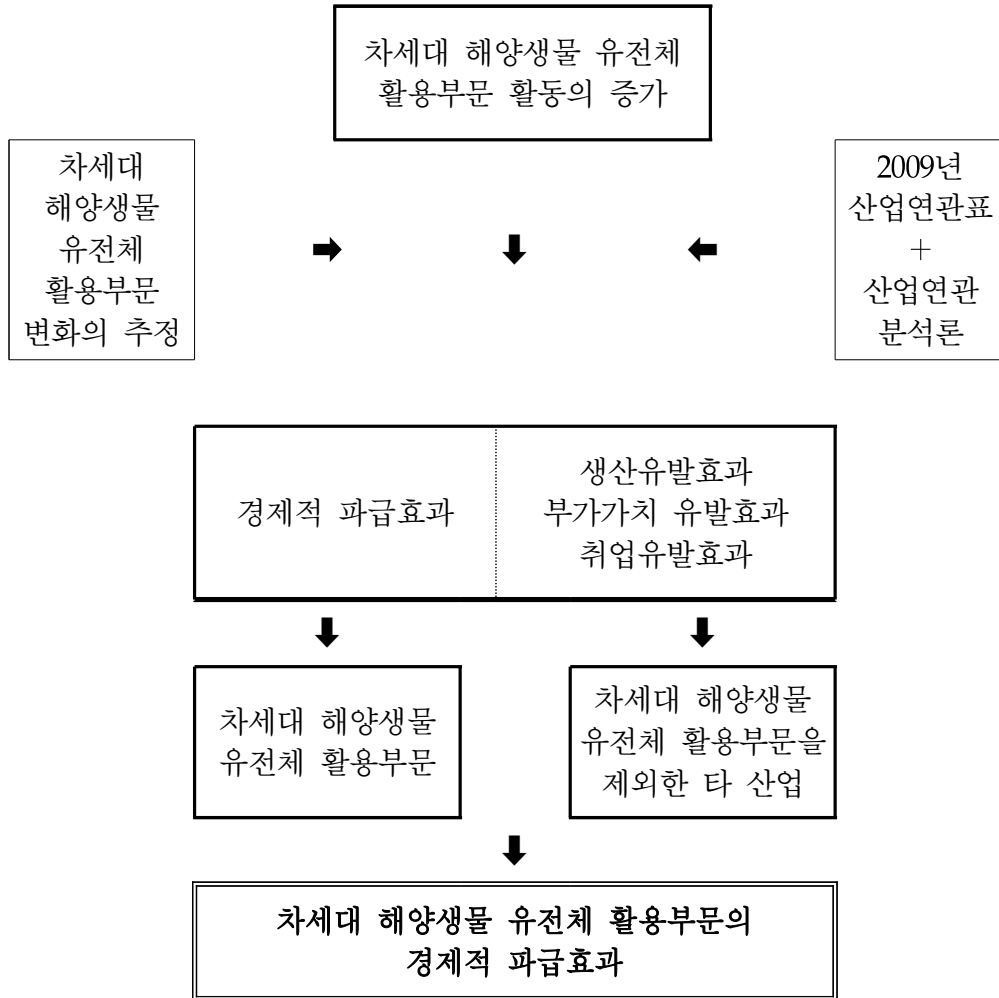 차세대 해양생물 유전체
활용부문 활동의 증가
차세대
해양생물
유전체
활용부문
변화의 추정
2009년
산업연관표
+
산업연관
분석론
경제적 파급효과
생산유발효과
부가가치 유발효과
취업유발효과
차세대 해양생물
유전체 활용부문
차세대 해양생물
유전체 활용부문을
제외한 타 산업
차세대 해양생물 유전체 활용부문의
경제적 파급효과